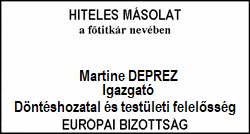 HITELES MÁSOLAT
a főtitkár nevében
Martine DEPREZ
Igazgató
Döntéshozatal és testületi felelősség
EURÓPAI BIZOTTSÁG